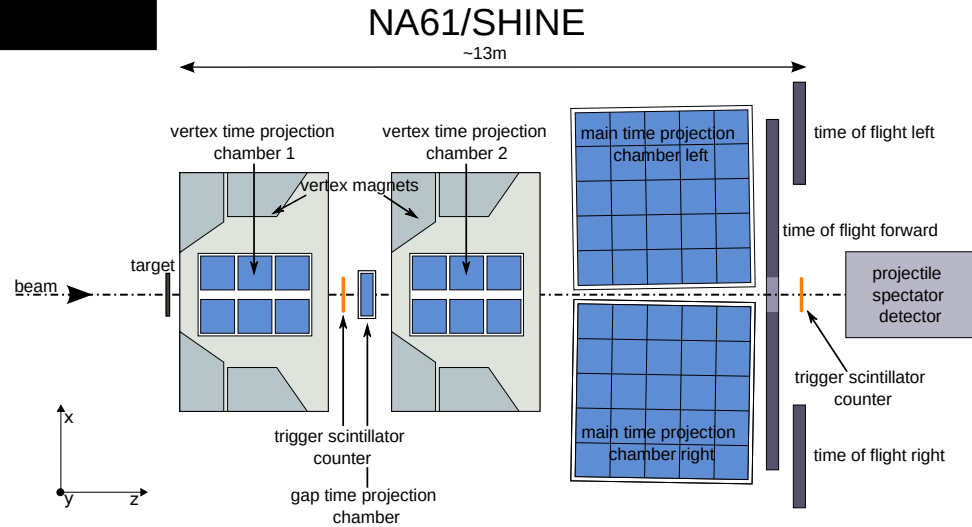 NA61/SHINE
~13m
vertex time projection
chamber 1
vertex time projection
chamber 2
main time projection
chamber left
time of flight left
vertex magnets
time of flight forward
target
beam
projectile
spectator
detector
trigger scintillator
counter
x
y
z
trigger scintillator
counter
gap time projection
chamber
main time projection
chamber right
time of flight right